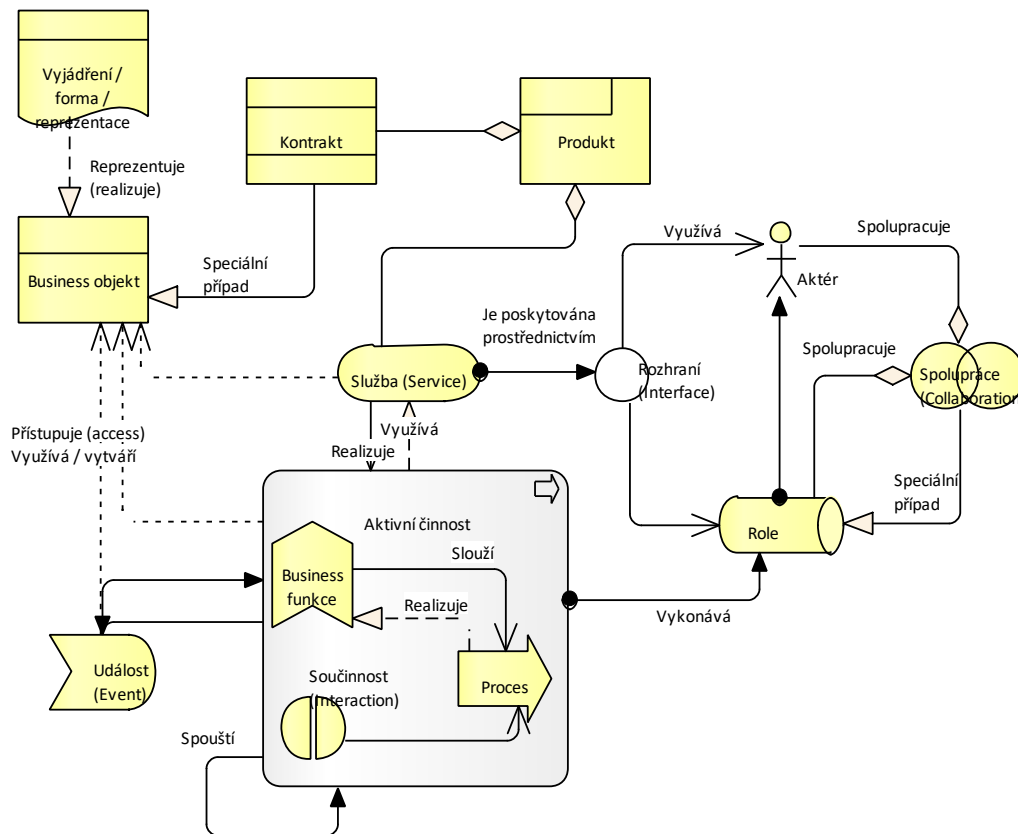 Vyjádření /
forma /
reprezentace
Kontrakt
Produkt
Reprezentuje
(realizuje)
Business objekt
Speciální
případ
Využívá
Spolupracuje
Aktér
Je poskytována
prostřednictvím
Služba (Service)
Rozhraní
(Interface)
Spolupracuje
Spolupráce
(Collaboration
Přístupuje (access)
Využívá / vytváří
Využívá
Realizuje
Speciální
případ
Role
Aktivní činnost
Slouží
Business
funkce
Realizuje
Vykonává
Událost
(Event)
Součinnost
(Interaction)
Proces
Spouští